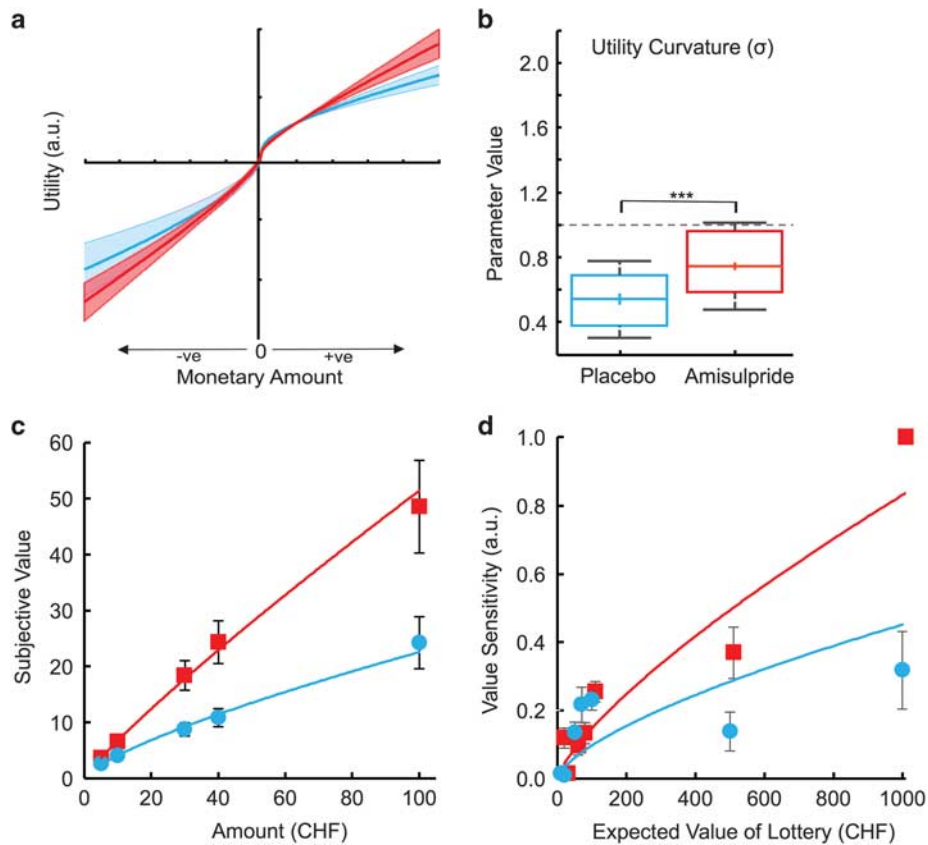 a
Utility (a.u.)
-ve
0
+ve
Monetary Amount
b
Utility Curvature (σ)
Parameter Value
2.0
1.6
1.2
0.8
0.4
***
Placebo
Amisulpride
c
Subjective Value
60
50
40
30
20
10
0
0
20
40
60
80
100
Amount (CHF)
d
Value Sensitivity (a.u.)
1.0
0.8
0.6
0.4
0.2
0.0
0
200
400
600
800
1000
Expected Value of Lottery (CHF)